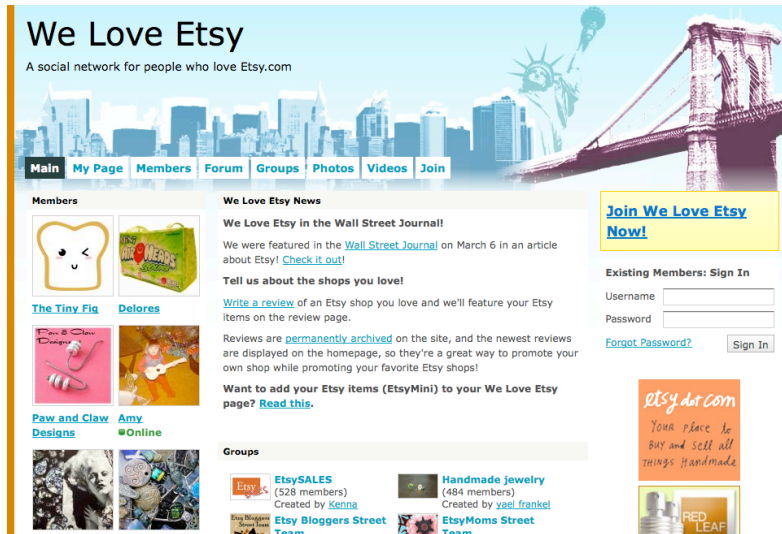 We Love Etsy
A social network for people who love Etsy.com
Main My Page Members Forum Groups Photos Videos Join
Members
The Tiny Fig
Delores
Paw & Claw
Designs
Paw and Claw
Designs
Amy
Online
We Love Etsy News
We Love Etsy in the Wall Street Journal!
We were featured in the Wall Street Journal on March 6 in an article
about Etsy! Check it out!
Tell us about the shops you love!
Write a review of an Etsy shop you love and we'll feature your Etsy
items on the review page.
Reviews are permanently archived on the site, and the newest reviews
are displayed on the homepage, so they're a great way to promote your
own shop while promoting your favorite Etsy shops!
Want to add your Etsy items (EtsyMini) to your We Love Etsy
page? Read this.
Groups
Etsy
EtsySALES
(528 members)
Created by Kenna
Handmade jewelry
(484 members)
Created by yael frankel
Etsy Bloggers
Street Team
Etsy Bloggers Street
Team
EtsyMoms Street
Team
Join We Love Etsy
Now!
Existing Members: Sign In
Username
Password
Forgot Password?
Sign In
etsy dot com
YOUR PLACE to
BUY and SELL all
THINGS Handmade
RED
LEAF